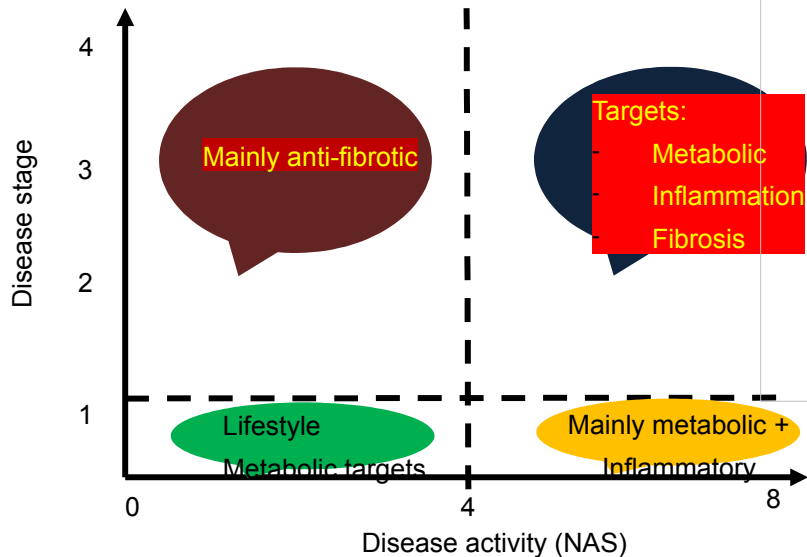 4
Targets:
Mainly anti-fibrotic
- Metabolic
3
- Inflammation
- Fibrosis
Disease stage
2
1
Lifestyle
Metabolic targets
Mainly metabolic +
Inflammatory
0
4
8
Disease activity (NAS)